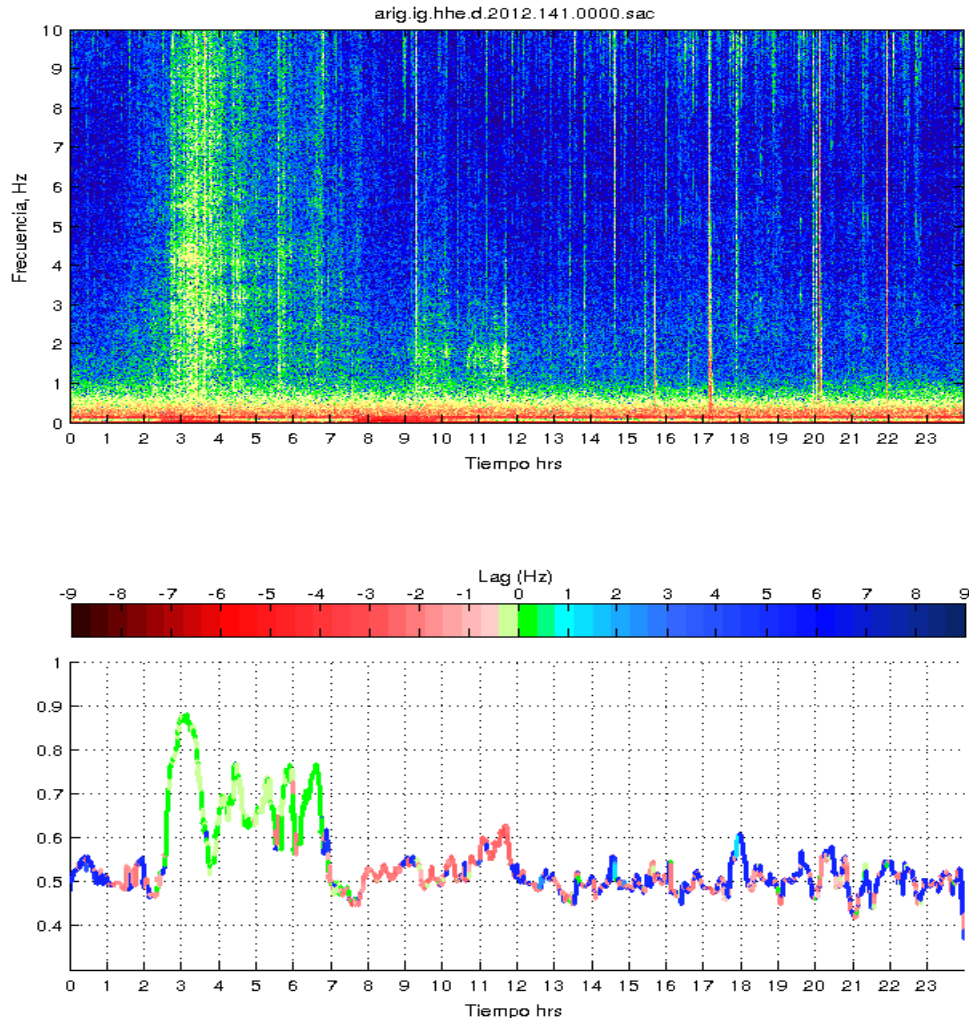 arig.ig.hhe.d.2012.141.0000.sac
10
9
8
7
6
5
4
3
2
1
0
Frecuencia, Hz
0 1 2 3 4 5 6 7 8 9 10 11 12 13 14 15 16 17 18 19 20 21 22 23
Tiempo hrs
Lag (Hz)
-9 -8 -7 -6 -5 -4 -3 -2 -1 0 1 2 3 4 5 6 7 8 9
1
0.9
0.8
0.7
0.6
0.5
0.4
0 1 2 3 4 5 6 7 8 9 10 11 12 13 14 15 16 17 18 19 20 21 22 23
Tiempo hrs